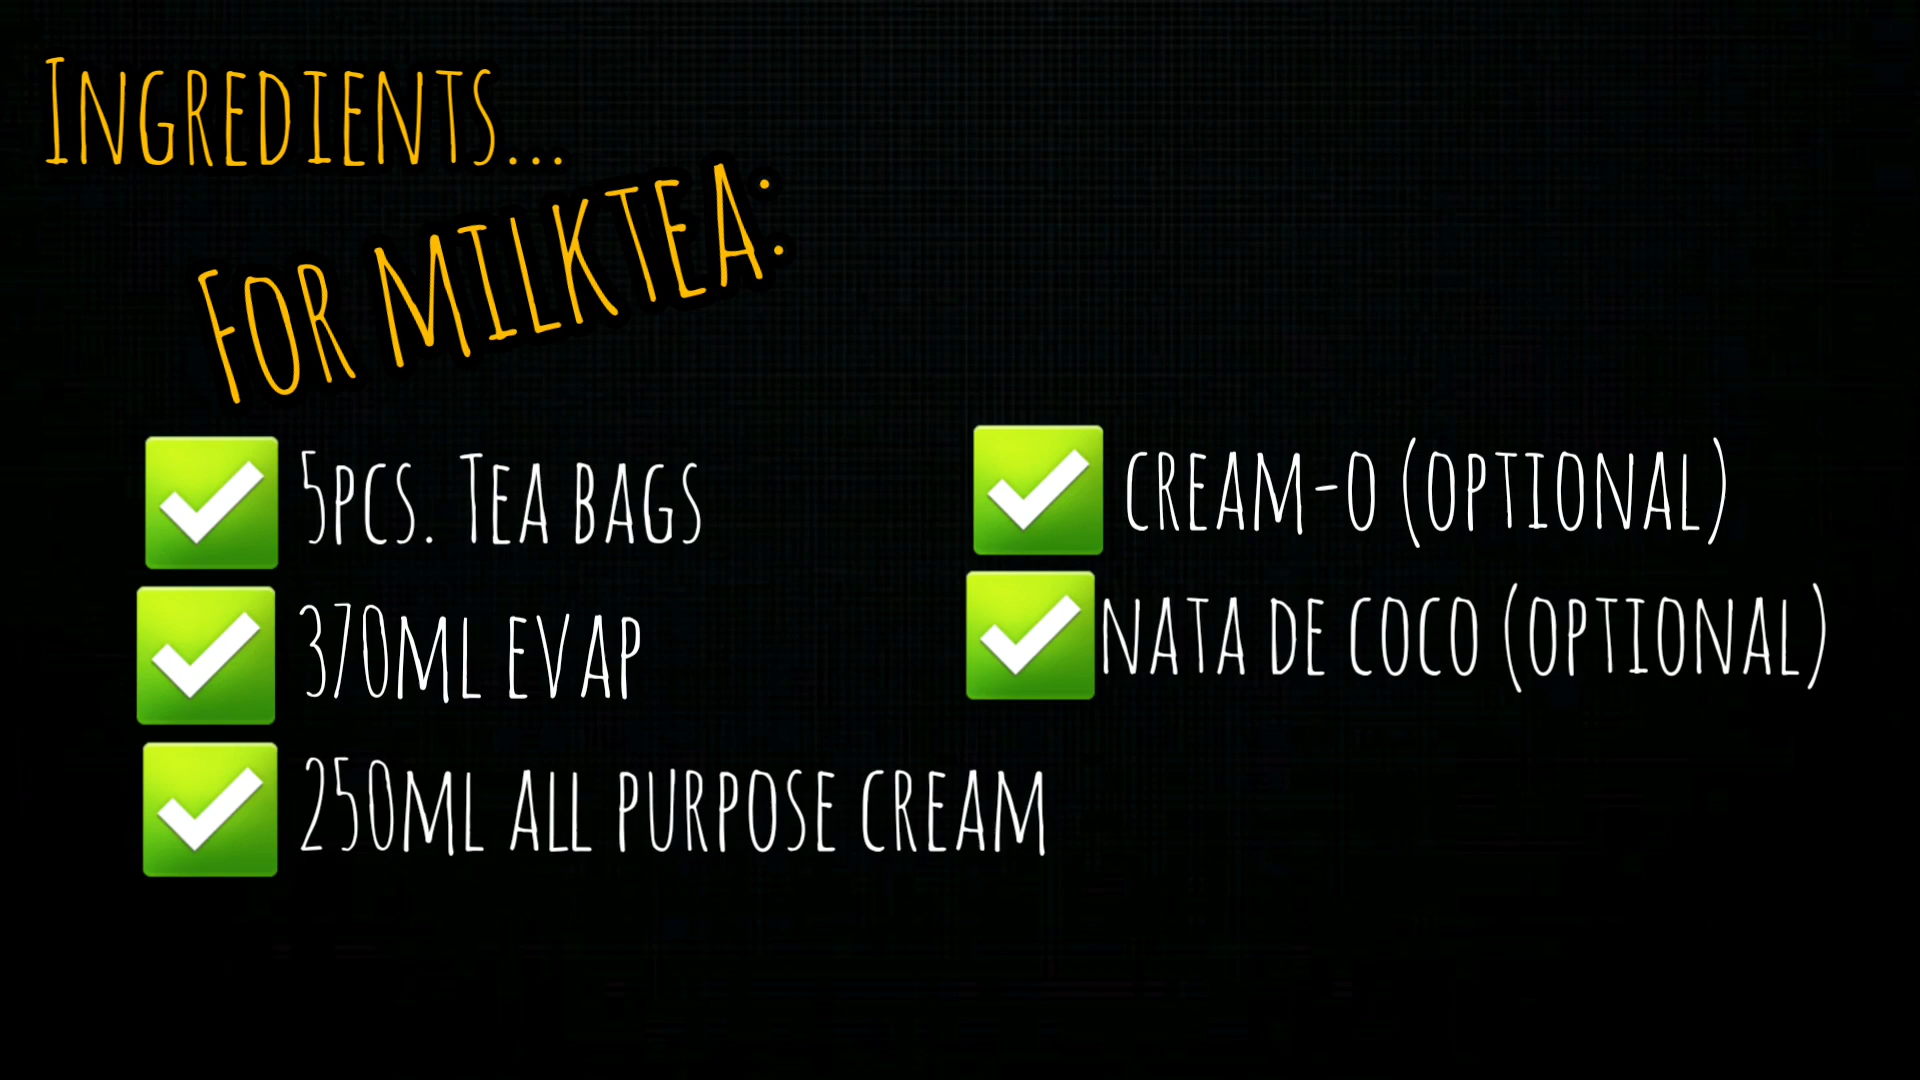 Ingredients...
For milktea:
5pcs. Tea bags
370ml evap
250ml all purpose cream
cream-o (optional)
nata de coco (optional)